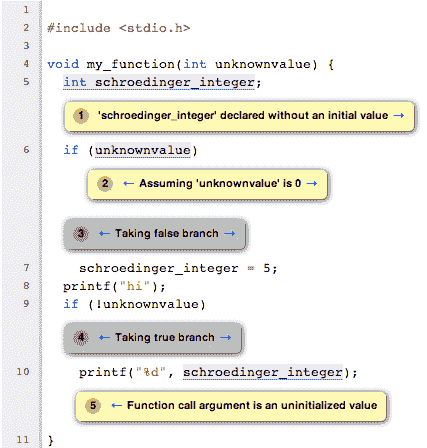 1
2 #include <stdio.h>
3
4 void my_function(int unknownvalue) {
5 int schroedinger_integer;
1 'schroedinger_integer' declared without an initial value →
6 if (unknownvalue)
2 ← Assuming 'unknownvalue' is 0 →
3 ← Taking false branch →
7 schroedinger_integer = 5;
8 printf("hi");
9 if (!unknownvalue)
4 ← Taking true branch →
10 printf("%d", schroedinger_integer);
5 ← Function call argument is an uninitialized value
11 }